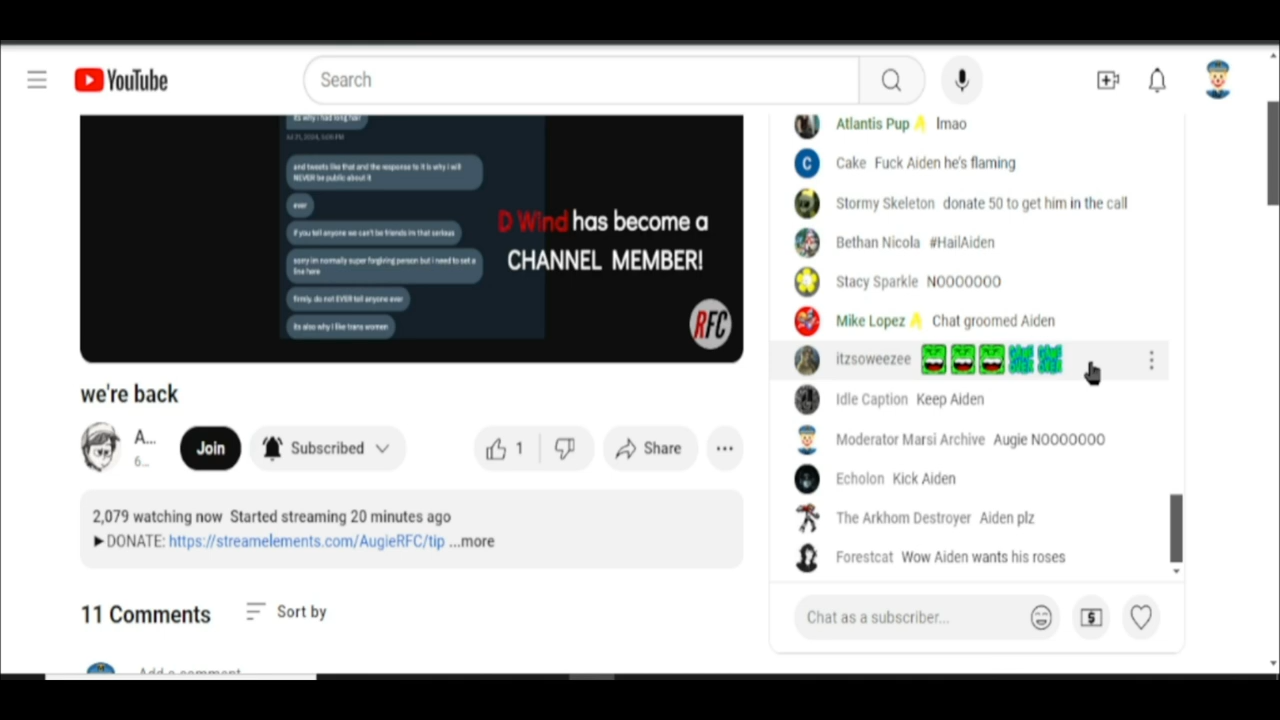 YouTube
Search
its why i had long hair
Jul 21, 2024, 5:05 PM
and tweets like that and the response to it is why i will
NEVER be public about it
ever
if you tell anyone we can't be friends im that serious
sorry im normally super forgiving person but i need to set a
line here
firmly. do not EVER tell anyone ever
its also why I like trans women
D Wind has become a
CHANNEL MEMBER!
RFC
we're back
A...
6...
Join
Subscribed
1
Share
2,079 watching now Started streaming 20 minutes ago
►DONATE: https://streamelements.com/AugieRFC/tip ...more
11 Comments
Sort by
Add a comment
Atlantis Pup lmao
C Cake Fuck Aiden he's flaming
Stormy Skeleton donate 50 to get him in the call
Bethan Nicola #HailAiden
Stacy Sparkle NOOOOOOO
Mike Lopez Chat groomed Aiden
itzsoweezee
Idle Caption Keep Aiden
Moderator Marsi Archive Augie NOOOOOOO
Echolon Kick Aiden
The Arkhom Destroyer Aiden plz
Forestcat Wow Aiden wants his roses
Chat as a subscriber...